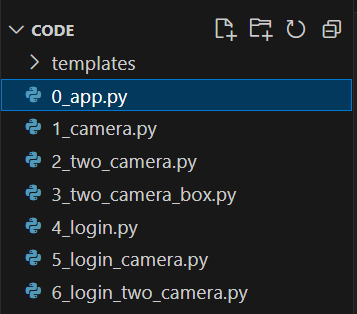 CODE
templates
0_app.py
1_camera.py
2_two_camera.py
3_two_camera_box.py
4_login.py
5_login_camera.py
6_login_two_camera.py